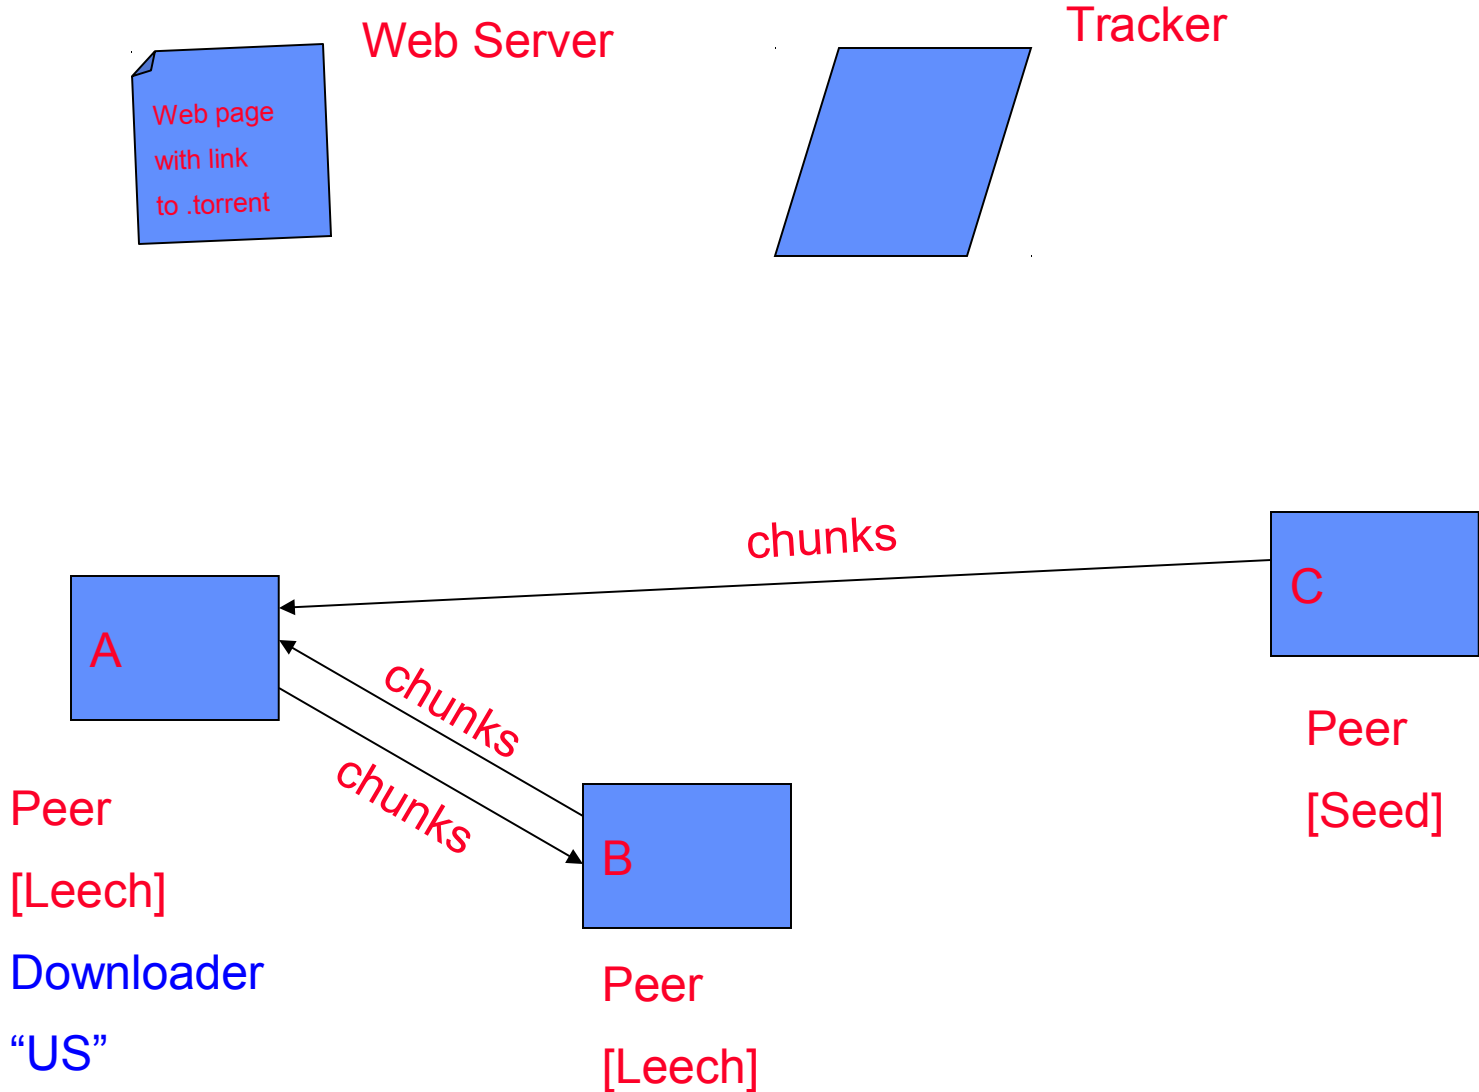 Web Server
Tracker
Web page
with link
to .torrent
chunks
C
A
chunks
chunks
B
Peer
[Seed]
Peer
[Leech]
Downloader
“US”
Peer
[Leech]